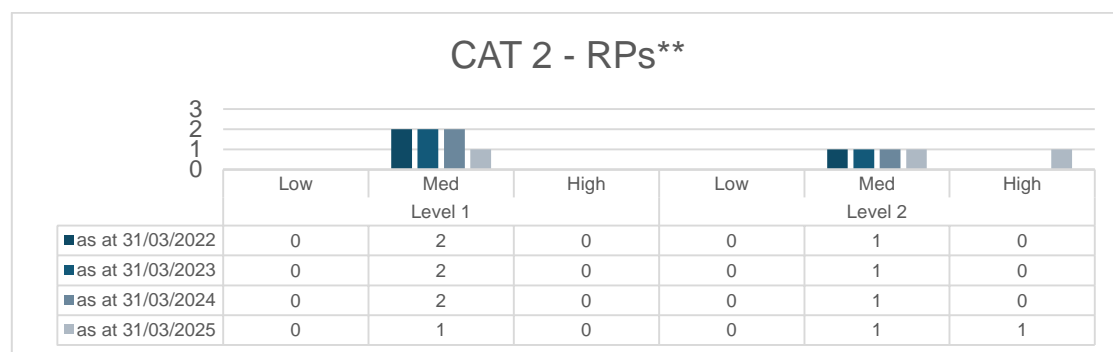 CAT 2 - RPs**
3
2
1
0
Low Med High Low Med High
Level 1 Level 2
as at 31/03/2022 0 2 0 0 1 0
as at 31/03/2023 0 2 0 0 1 0
as at 31/03/2024 0 2 0 0 1 0
as at 31/03/2025 0 1 0 0 1 1